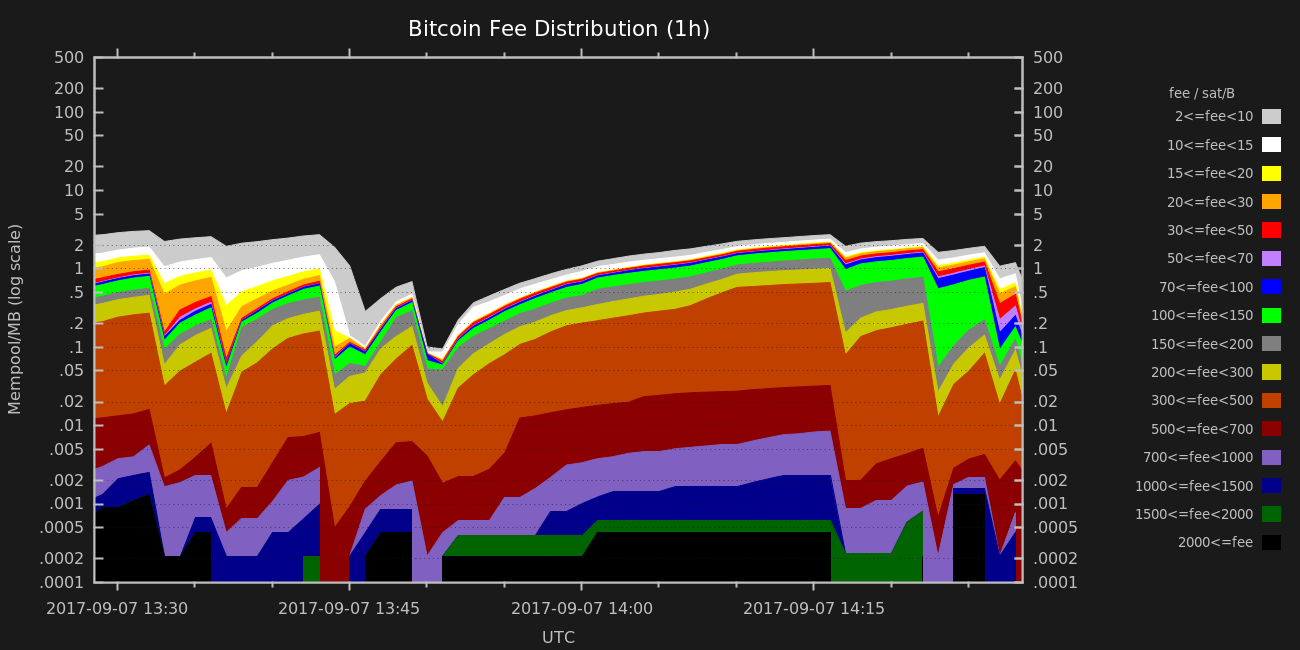 Bitcoin Fee Distribution (1h)
Mempool/MB (log scale)
500
200
100
50
20
10
5
2
1
.5
.2
.1
.05
.02
.01
.005
.002
.001
.0005
.0002
.0001
500
200
100
50
20
10
5
2
1
.5
.2
.1
.05
.02
.01
.005
.002
.001
.0005
.0002
.0001
2017-09-07 13:30 2017-09-07 13:45 2017-09-07 14:00 2017-09-07 14:15
UTC
fee / sat/B
2<=fee<10
10<=fee<15
15<=fee<20
20<=fee<30
30<=fee<50
50<=fee<70
70<=fee<100
100<=fee<150
150<=fee<200
200<=fee<300
300<=fee<500
500<=fee<700
700<=fee<1000
1000<=fee<1500
1500<=fee<2000
2000<=fee